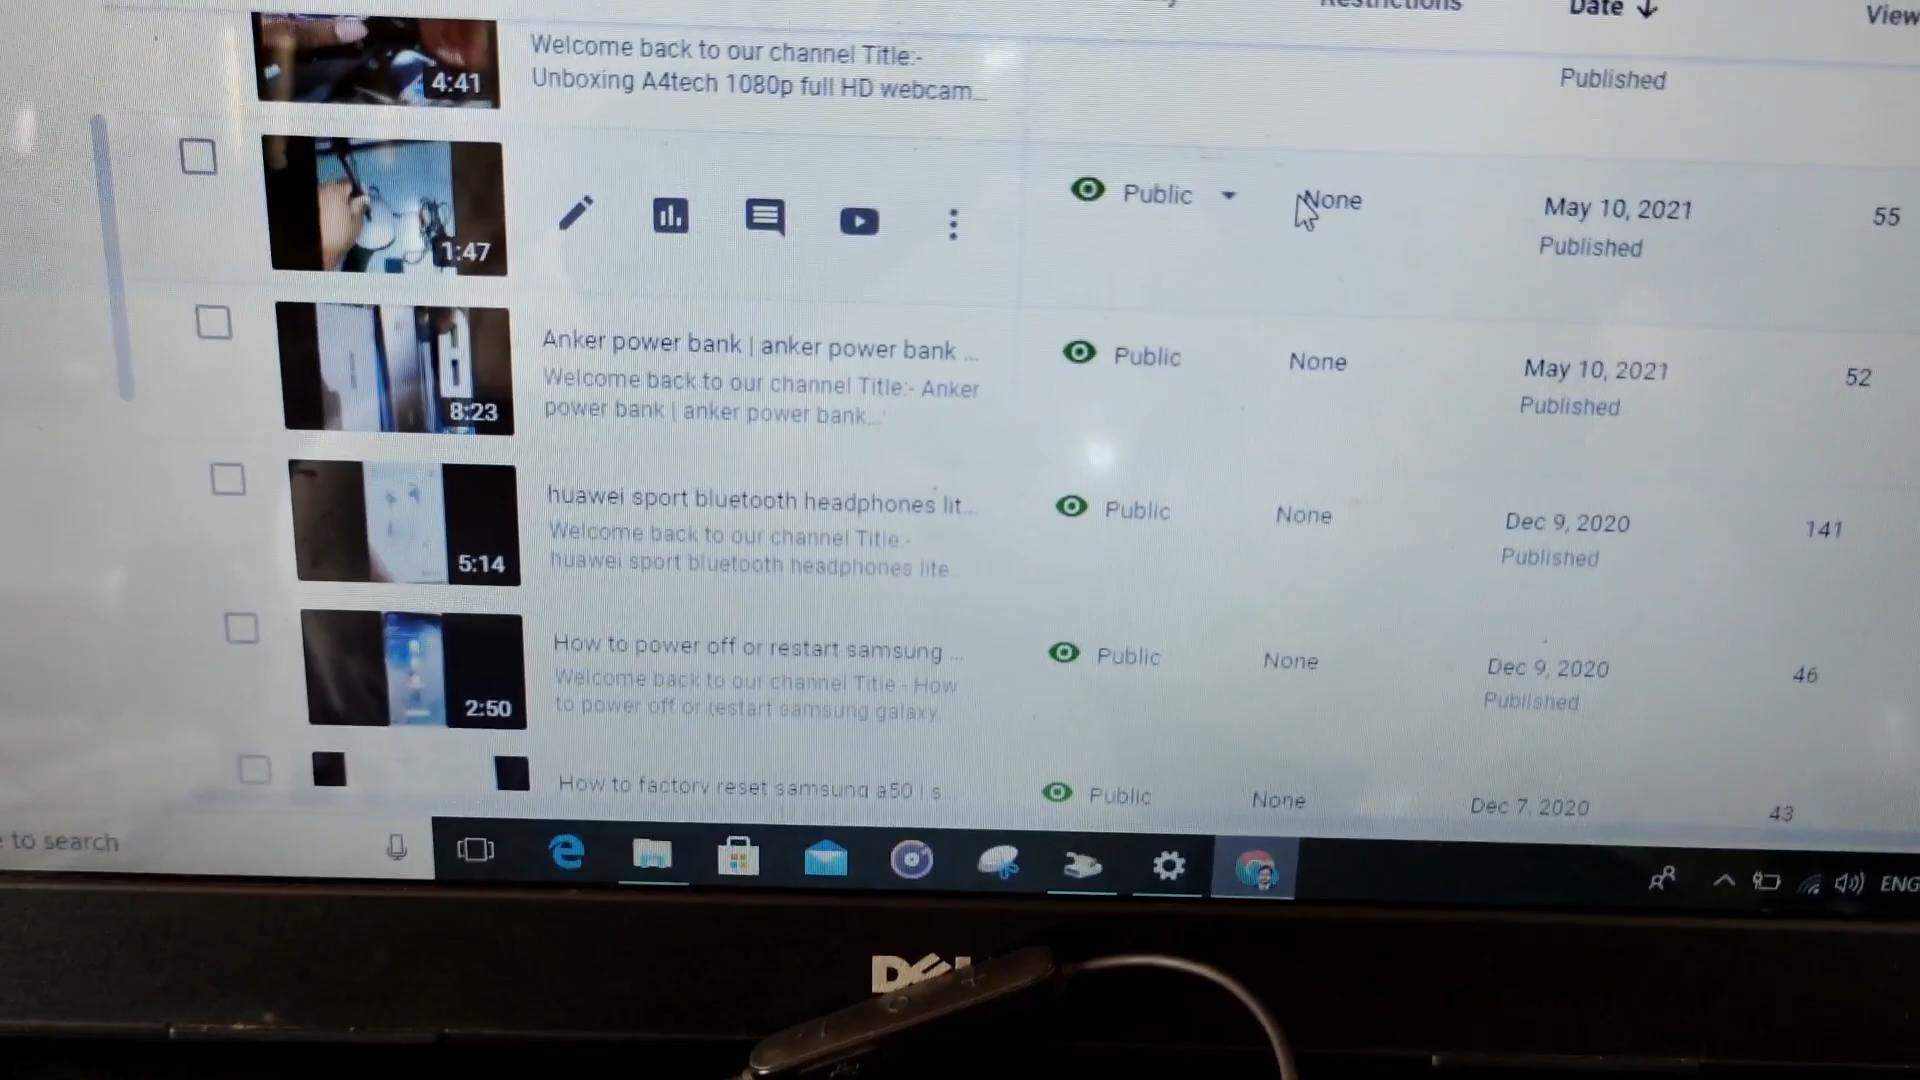 Restrictions
Date
View
Welcome back to our channel Title:-
Unboxing A4tech 1080p full HD webcam...
4:41
Published
1:47
Public
None
May 10, 2021
Published
55
Anker power bank | anker power bank ...
Welcome back to our channel Title:- Anker
power bank | anker power bank...
8:23
Public
None
May 10, 2021
Published
52
huawei sport bluetooth headphones lit...
Welcome back to our channel Title:-
huawei sport bluetooth headphones lite
5:14
Public
None
Dec 9, 2020
Published
141
How to power off or restart samsung ...
Welcome back to our channel Title - How
to power off or restart samsung galaxy
2:50
Public
None
Dec 9, 2020
Published
46
How to factory reset samsung a50 | s
Public
None
Dec 7, 2020
43
to search
ENG
DELL